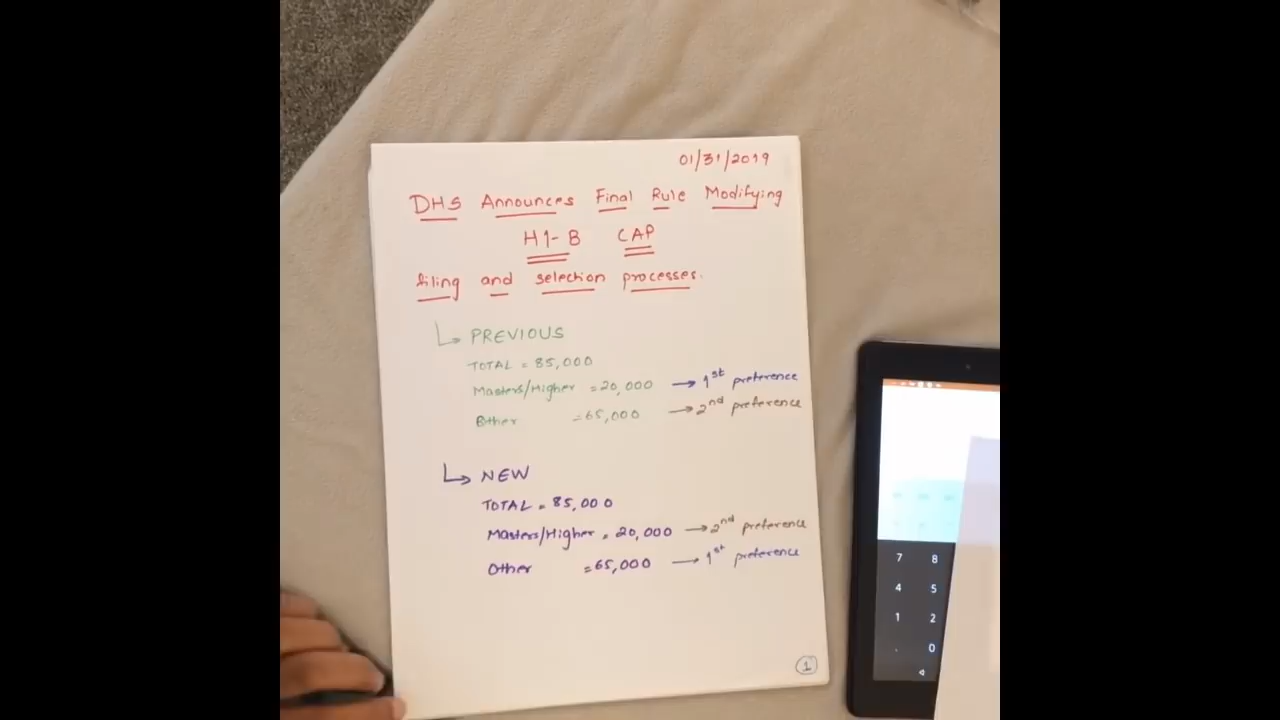 01/31/2019
DHS Announces Final Rule Modifying
H1-B CAP
filing and selection processes.
PREVIOUS
TOTAL = 85,000
Masters/Higher = 20,000 → 1st preference
Other = 65,000 → 2nd preference
NEW
TOTAL = 85,000
Masters/Higher = 20,000 → 2nd preference
Other = 65,000 → 1st preference
1
7 8
4 5
1 2
. 0